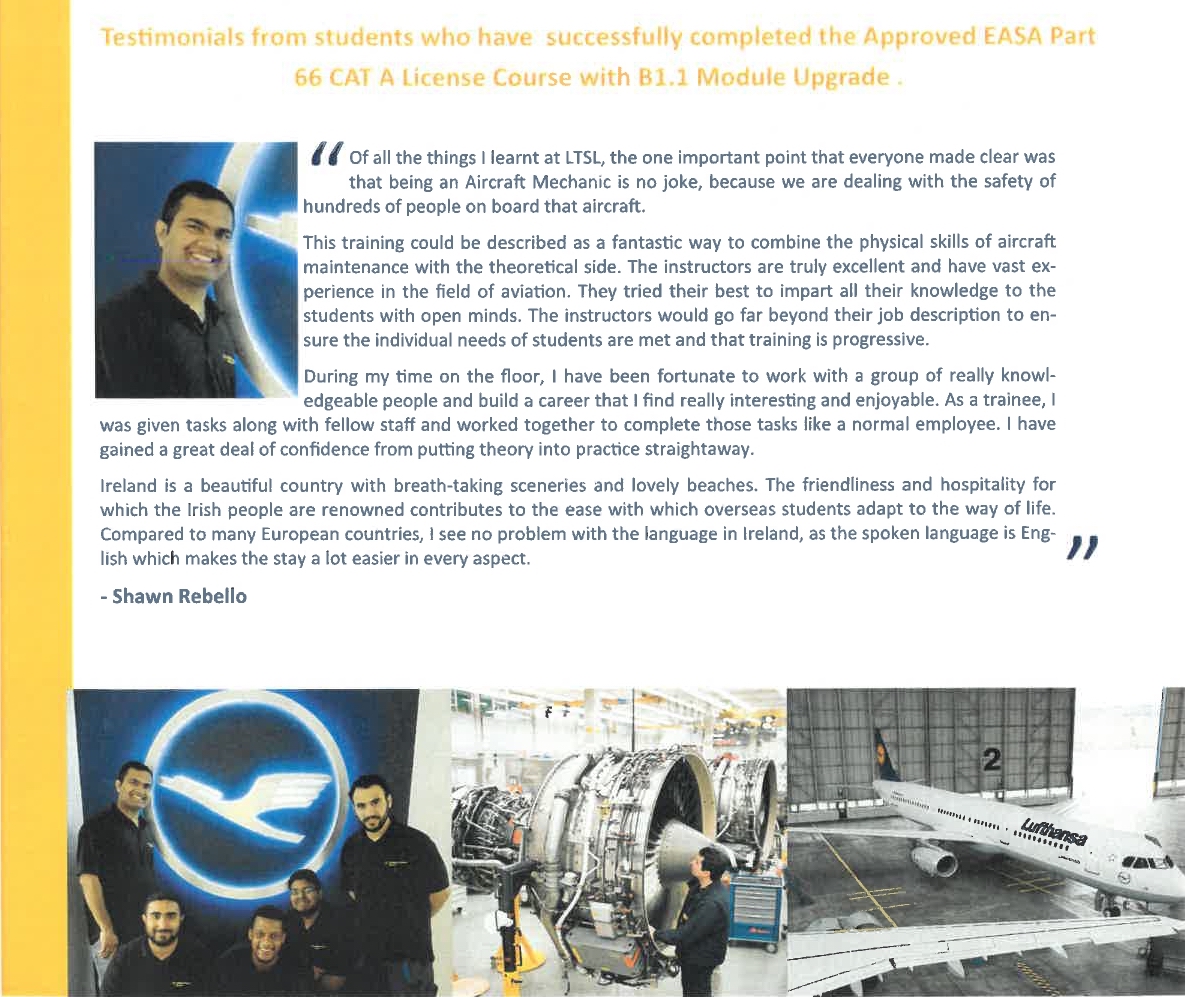 Testimonials from students who have successfully completed the Approved EASA Part
66 CAT A License Course with B1.1 Module Upgrade .
“ Of all the things I learnt at LTSL, the one important point that everyone made clear was
that being an Aircraft Mechanic is no joke, because we are dealing with the safety of
hundreds of people on board that aircraft.
This training could be described as a fantastic way to combine the physical skills of aircraft
maintenance with the theoretical side. The instructors are truly excellent and have vast ex-
perience in the field of aviation. They tried their best to impart all their knowledge to the
students with open minds. The instructors would go far beyond their job description to en-
sure the individual needs of students are met and that training is progressive.
During my time on the floor, I have been fortunate to work with a group of really knowl-
edgeable people and build a career that I find really interesting and enjoyable. As a trainee, I
was given tasks along with fellow staff and worked together to complete those tasks like a normal employee. I have
gained a great deal of confidence from putting theory into practice straightaway.
Ireland is a beautiful country with breath-taking sceneries and lovely beaches. The friendliness and hospitality for
which the Irish people are renowned contributes to the ease with which overseas students adapt to the way of life.
Compared to many European countries, I see no problem with the language in Ireland, as the spoken language is Eng-
lish which makes the stay a lot easier in every aspect. ”
- Shawn Rebello
2
Lufthansa